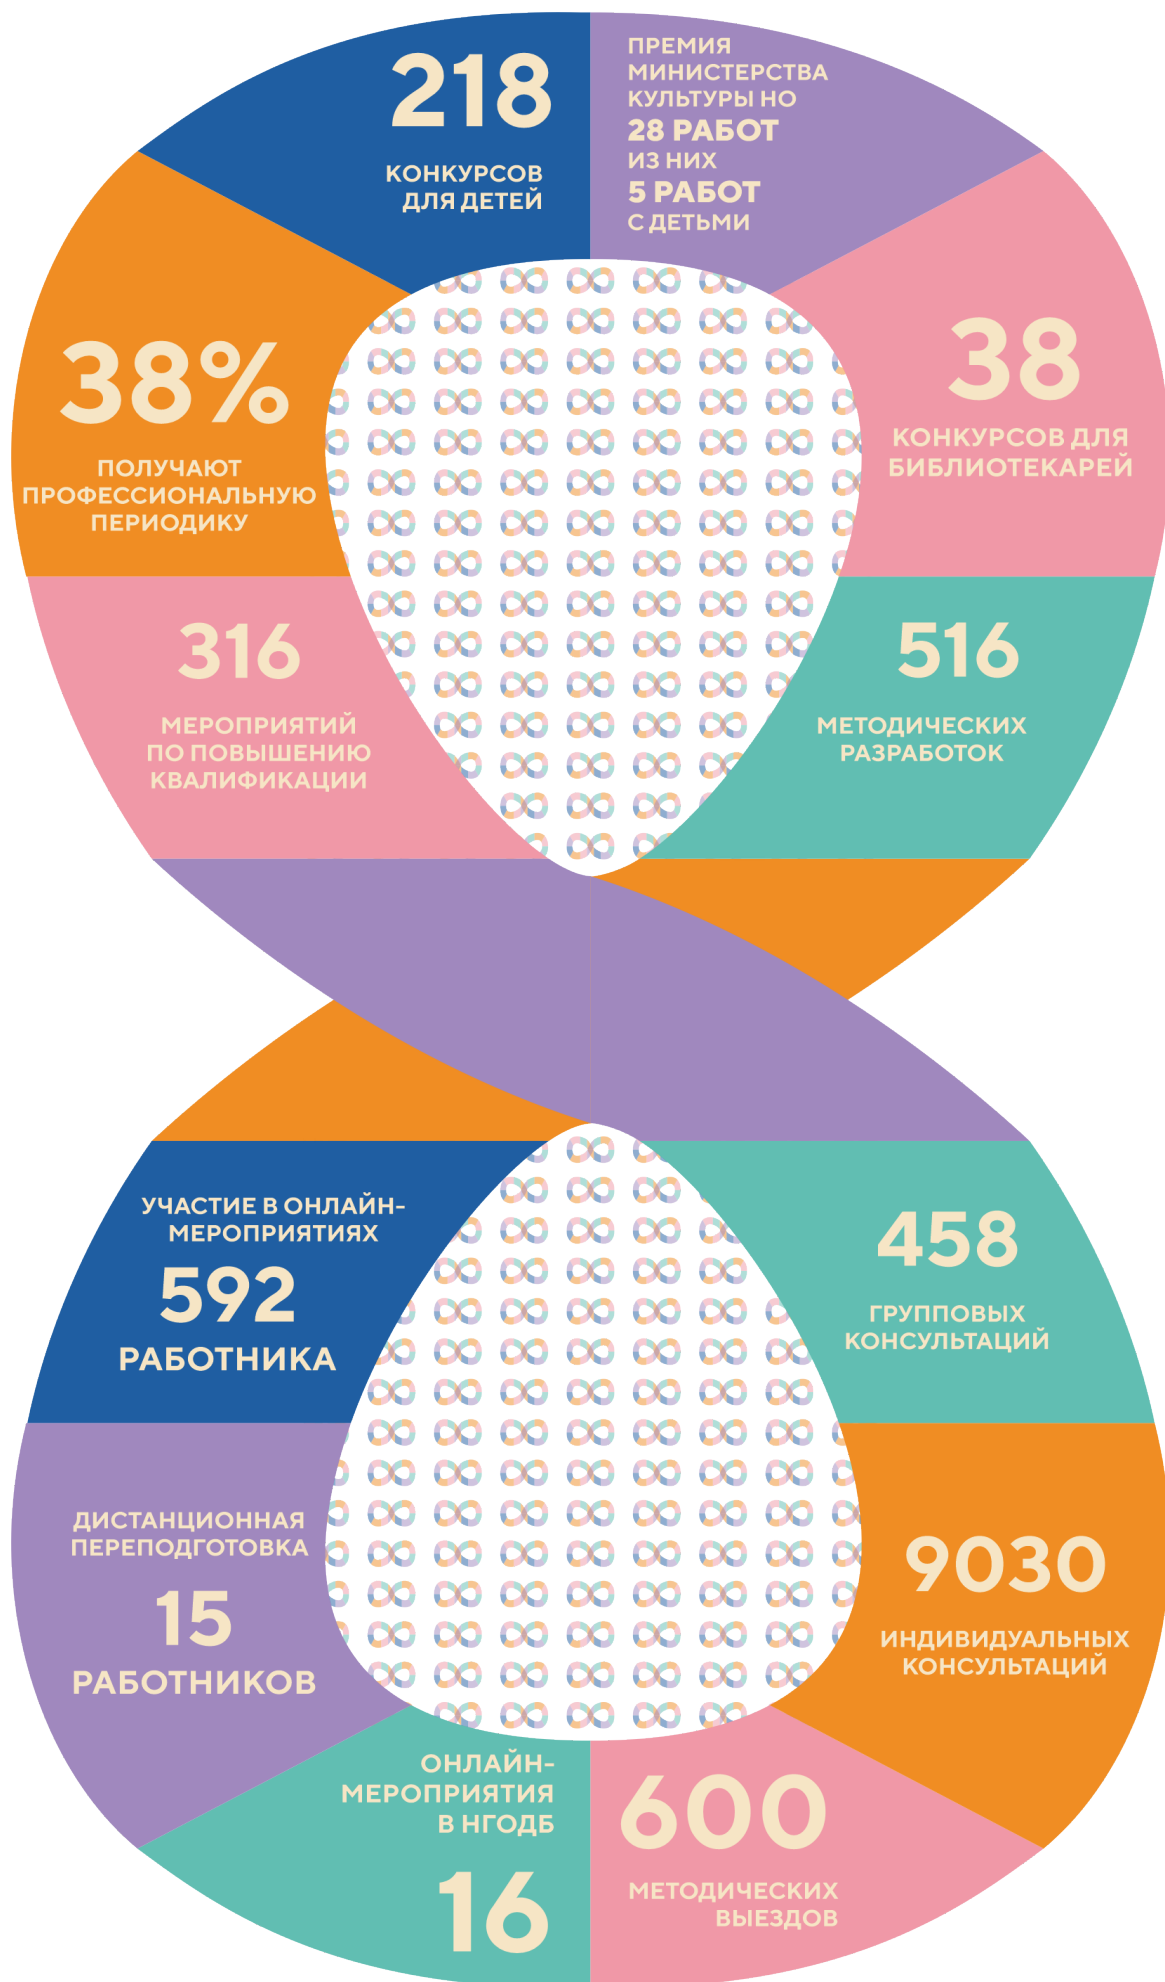 218
КОНКУРСОВ
ДЛЯ ДЕТЕЙ
ПРЕМИЯ
МИНИСТЕРСТВА
КУЛЬТУРЫ НО
28 РАБОТ
ИЗ НИХ
5 РАБОТ
С ДЕТЬМИ
38%
ПОЛУЧАЮТ
ПРОФЕССИОНАЛЬНУЮ
ПЕРИОДИКУ
38
КОНКУРСОВ ДЛЯ
БИБЛИОТЕКАРЕЙ
316
МЕРОПРИЯТИЙ
ПО ПОВЫШЕНИЮ
КВАЛИФИКАЦИИ
516
МЕТОДИЧЕСКИХ
РАЗРАБОТОК
УЧАСТИЕ В ОНЛАЙН-
МЕРОПРИЯТИЯХ
592
РАБОТНИКА
458
ГРУППОВЫХ
КОНСУЛЬТАЦИЙ
ДИСТАНЦИОННАЯ
ПЕРЕПОДГОТОВКА
15
РАБОТНИКОВ
9030
ИНДИВИДУАЛЬНЫХ
КОНСУЛЬТАЦИЙ
ОНЛАЙН-
МЕРОПРИЯТИЯ
В НГОДБ
16
600
МЕТОДИЧЕСКИХ
ВЫЕЗДОВ